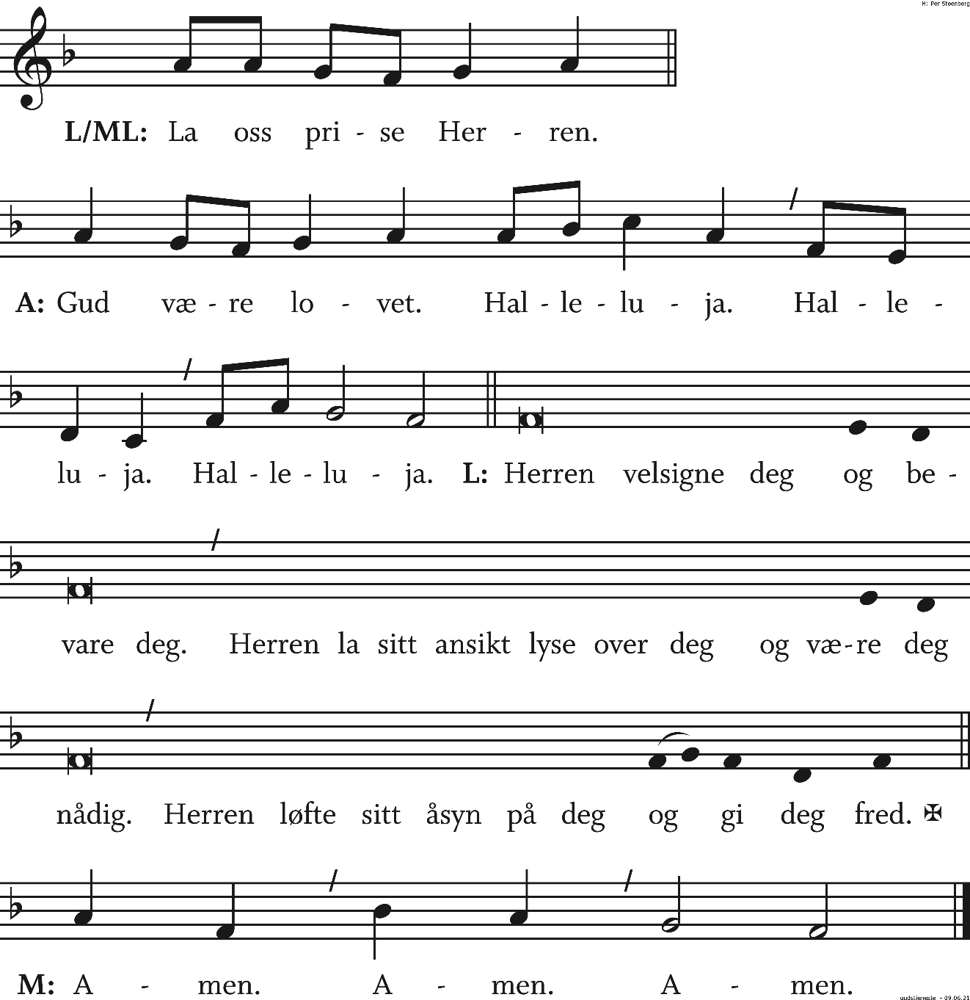 M: Per Steenberg
L/ML: La oss pri - se Her - ren.
A: Gud væ - re lo - vet. Hal - le - lu - ja. Hal - le -
lu - ja. Hal - le - lu - ja. L: Herren velsigne deg og be -
vare deg. Herren la sitt ansikt lyse over deg og væ - re deg
nådig. Herren løfte sitt åsyn på deg og gi deg fred. ✠
M: A - men. A - men. A - men.
gudstjeneste - 09.06.21